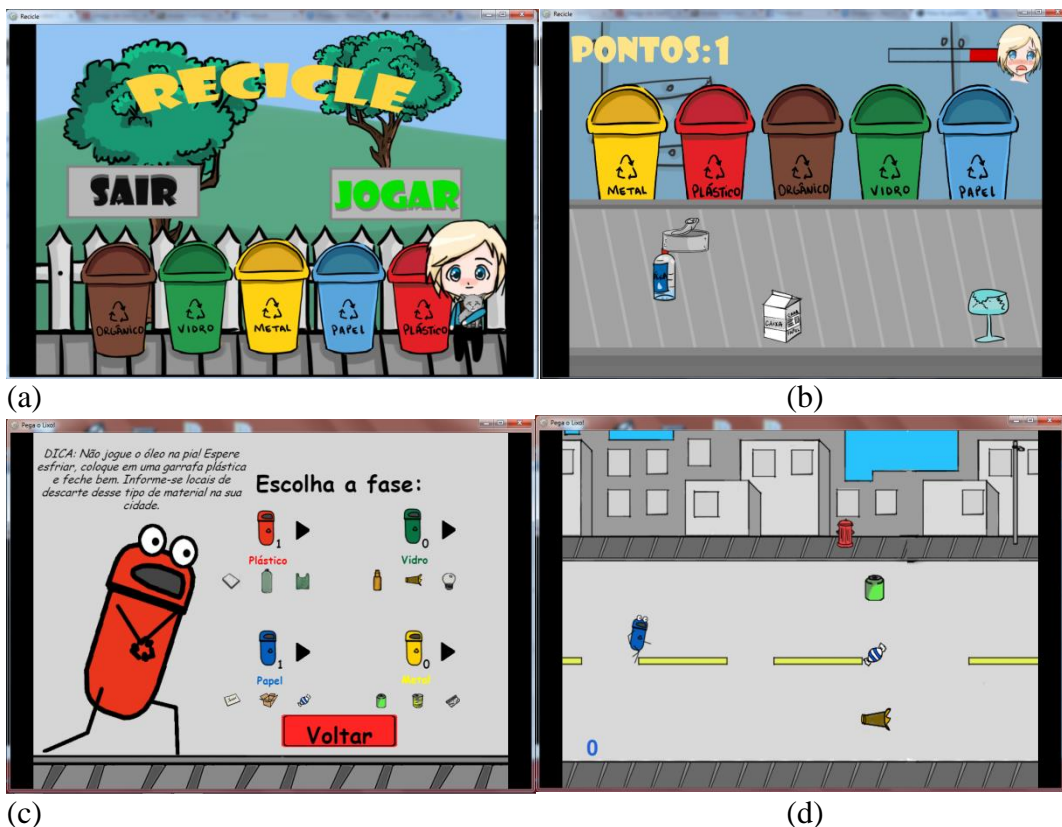 Recicle
RECICLE
SAIR
JOGAR
ORGÂNICO
VIDRO
METAL
PAPEL
PLÁSTICO
(a)
Recicle
PONTOS:1
METAL
PLÁSTICO
ORGÂNICO
VIDRO
PAPEL
CAIXA
(b)
Pega o Lixo!
DICA: Não jogue o óleo na pia! Espere
esfriar, coloque em uma garrafa plástica
e feche bem. Informe-se locais de
descarte desse tipo de material na sua
cidade.
Escolha a fase:
1
0
Plástico
Vidro
1
0
Papel
Metal
Voltar
(c)
Pega o Lixo!
0
(d)